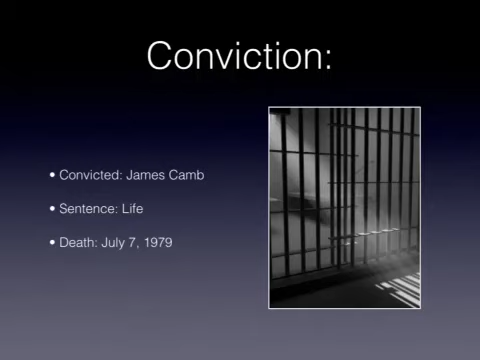 Conviction:
• Convicted: James Camb
• Sentence: Life
• Death: July 7, 1979